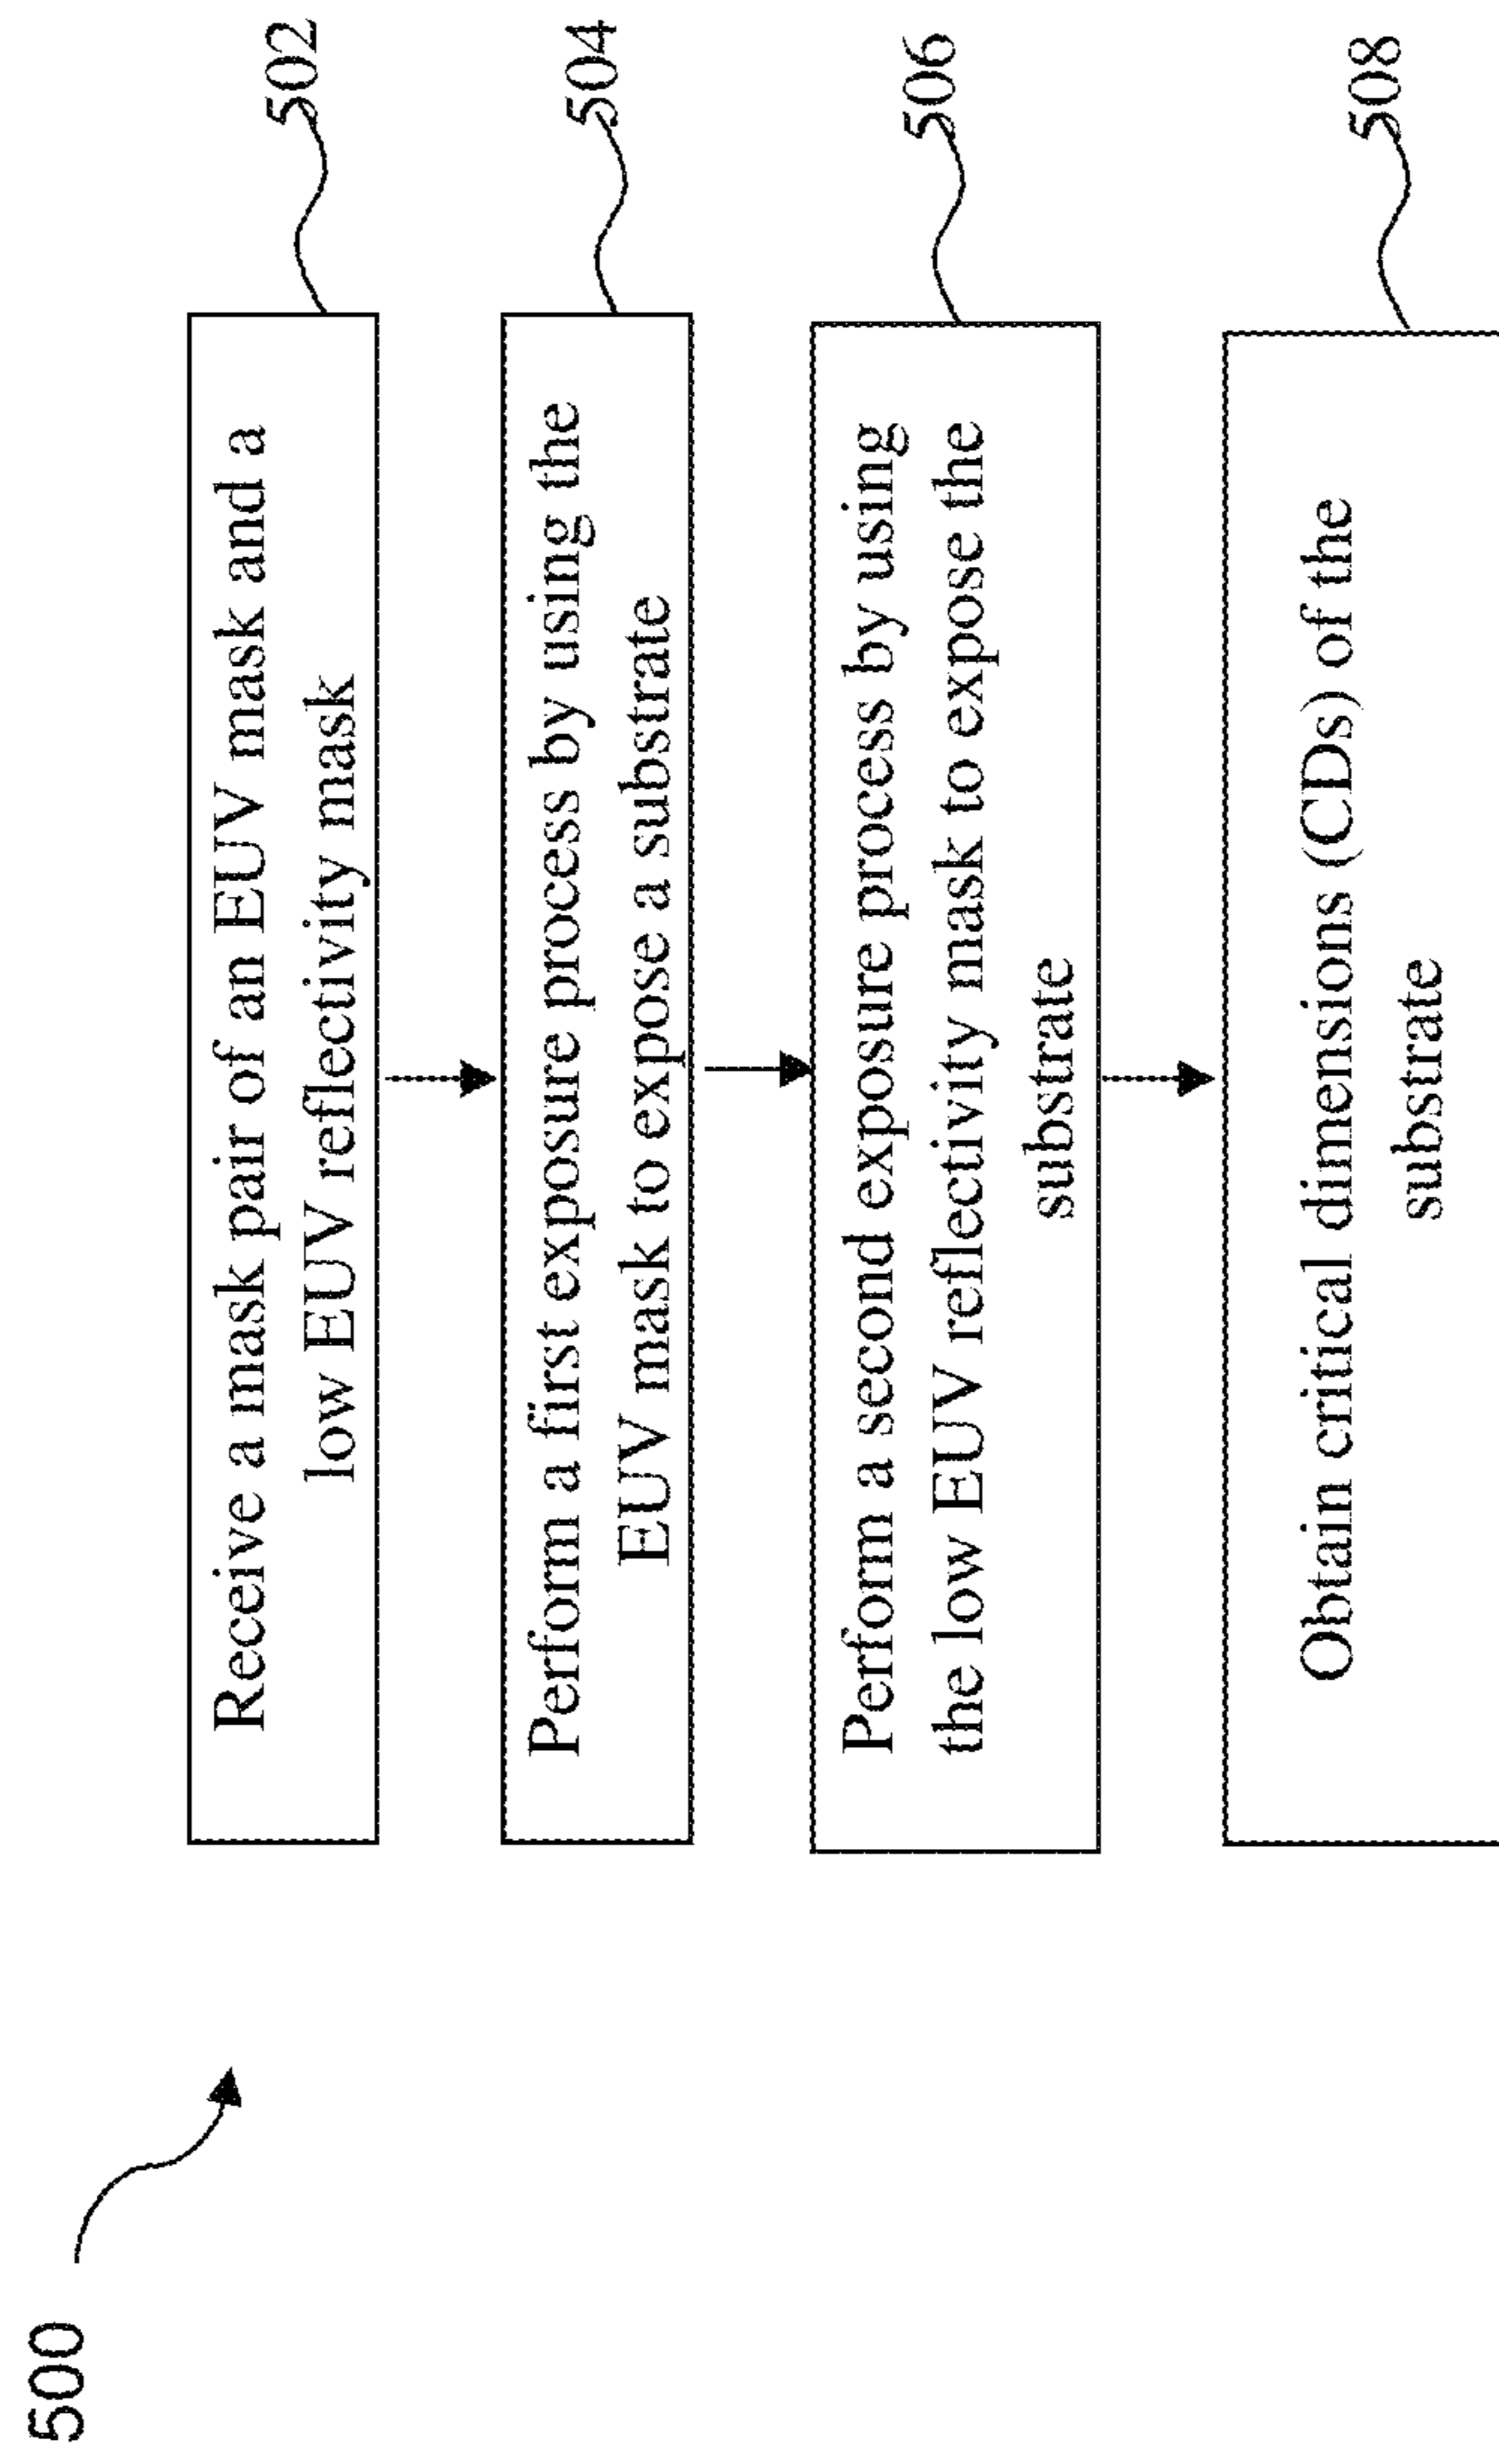 500
Receive a mask pair of an EUV mask and a
low EUV reflectivity mask
502
Perform a first exposure process by using the
EUV mask to expose a substrate
504
Perform a second exposure process by using
the low EUV reflectivity mask to expose the
substrate
506
Obtain critical dimensions (CDs) of the
substrate
508